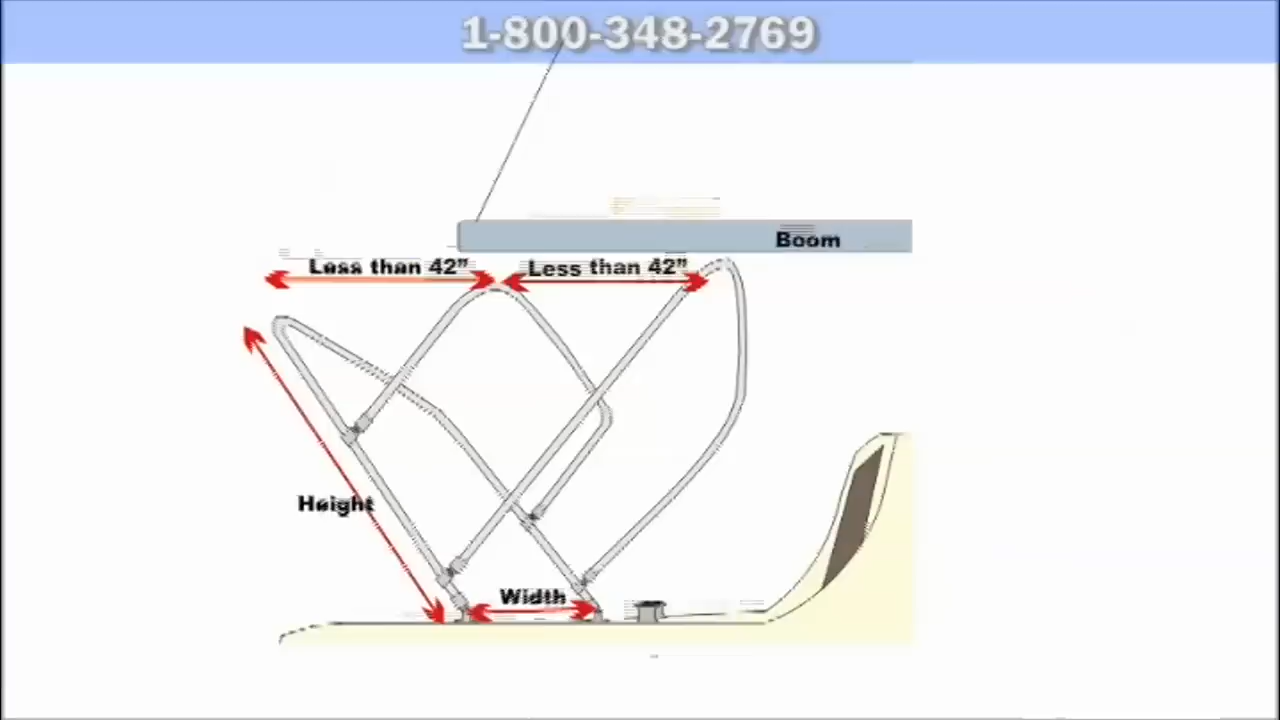 1-800-348-2769
Boom
Less than 42” Less than 42”
Height
Width